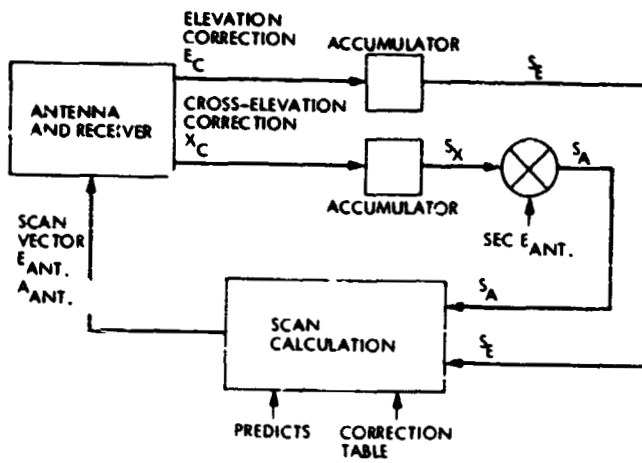 ELEVATION
CORRECTION
E_C
ACCUMULATOR
S_E
ANTENNA
AND RECEIVER
CROSS-ELEVATION
CORRECTION
X_C
S_X
S_A
ACCUMULATOR
SEC E_ANT.
SCAN
VECTOR
E_ANT.
A_ANT.
S_A
SCAN
CALCULATION
S_E
PREDICTS
CORRECTION
TABLE